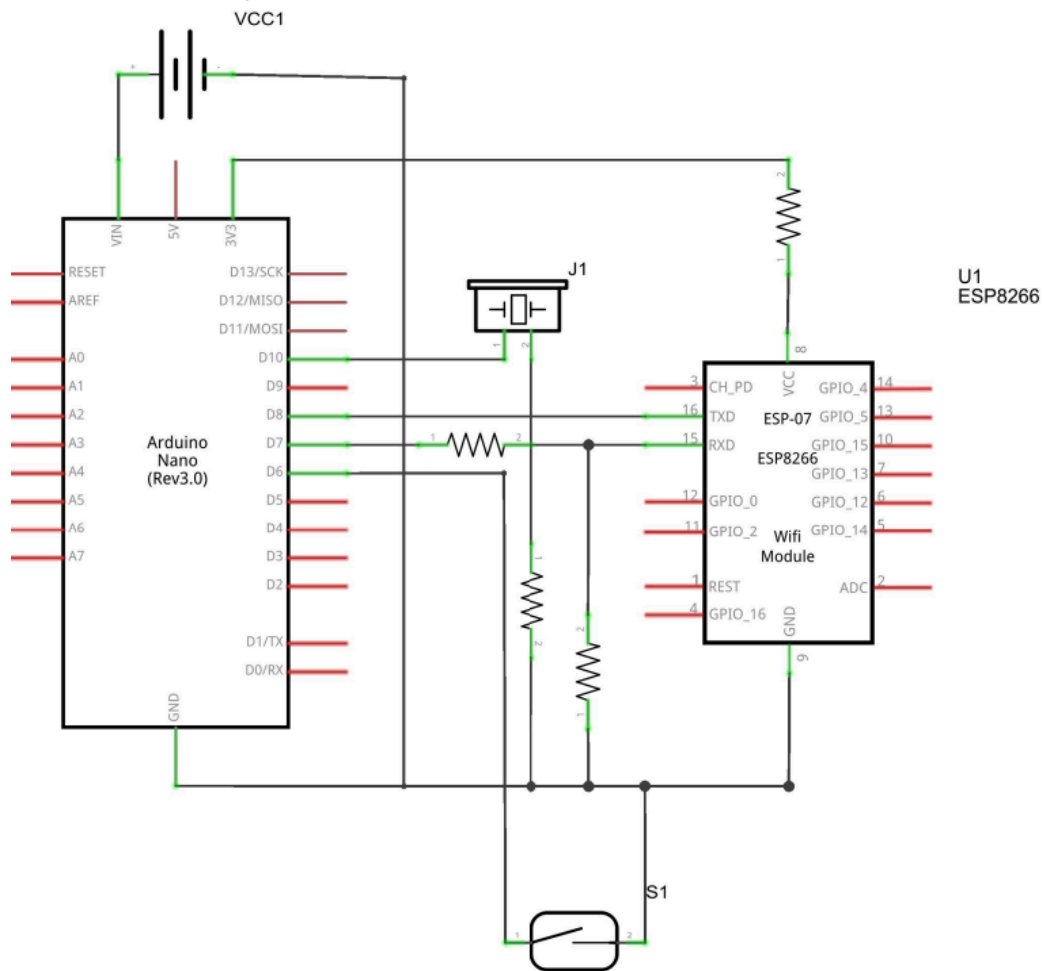 VCC1
+
-
VIN
5V
3V3
RESET
AREF
A0
A1
A2
A3
A4
A5
A6
A7
Arduino
Nano
(Rev3.0)
D13/SCK
D12/MISO
D11/MOSI
D10
D9
D8
D7
D6
D5
D4
D3
D2
D1/TX
D0/RX
GND
J1
1
2
1
2
1
2
2
1
2
1
U1
ESP8266
8
VCC
3
CH_PD
16
TXD
15
RXD
12
GPIO_0
11
GPIO_2
1
REST
4
GPIO_16
ESP-07
ESP8266
Wifi
Module
GPIO_4
14
GPIO_5
13
GPIO_15
10
GPIO_13
7
GPIO_12
6
GPIO_14
5
ADC
2
GND
9
S1
1
2